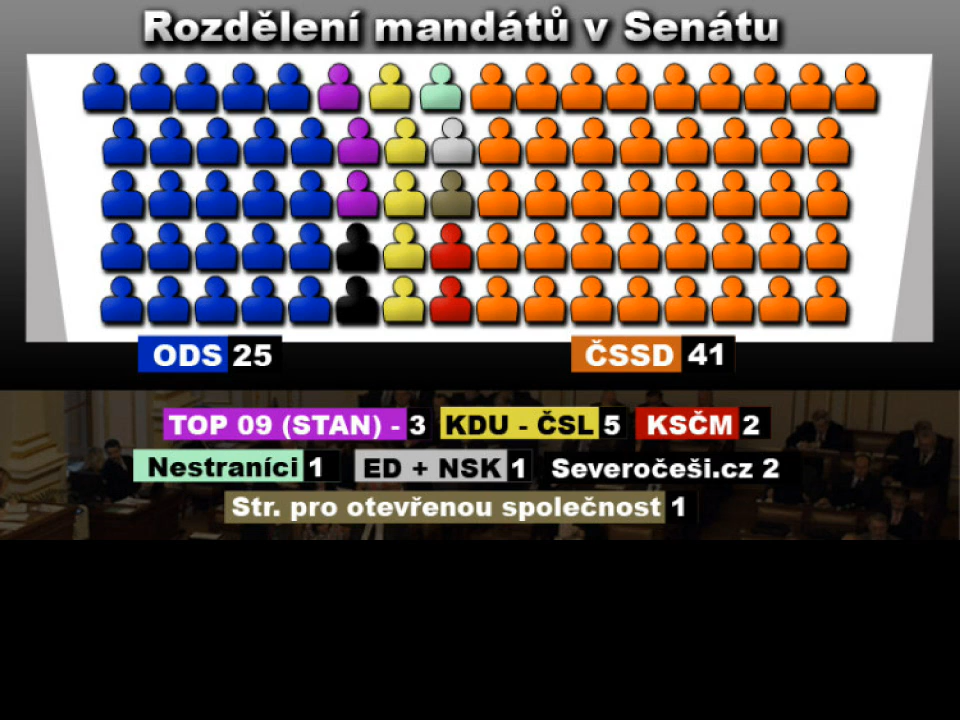 Rozdělení mandátů v Senátu
ODS 25 ČSSD 41
TOP 09 (STAN) - 3 KDU - ČSL 5 KSČM 2
Nestraníci 1 ED + NSK 1 Severočeši.cz 2
Str. pro otevřenou společnost 1